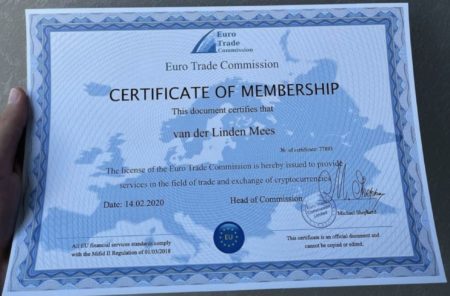 Euro
Trade
Commission
Euro Trade Commission
CERTIFICATE OF MEMBERSHIP
This document certifies that
van der Linden Mees
№ of certificate: 77893
The license of the Euro Trade Commission is hereby issued to provide
services in the field of trade and exchange of cryptocurrencies
Date: 14.02.2020
Head of Commission
Michael Shepherd
EU
All EU financial services standards comply
with the Mifid II Regulation of 01/03/2018
This certificate is an official document and
cannot be copied or edited.